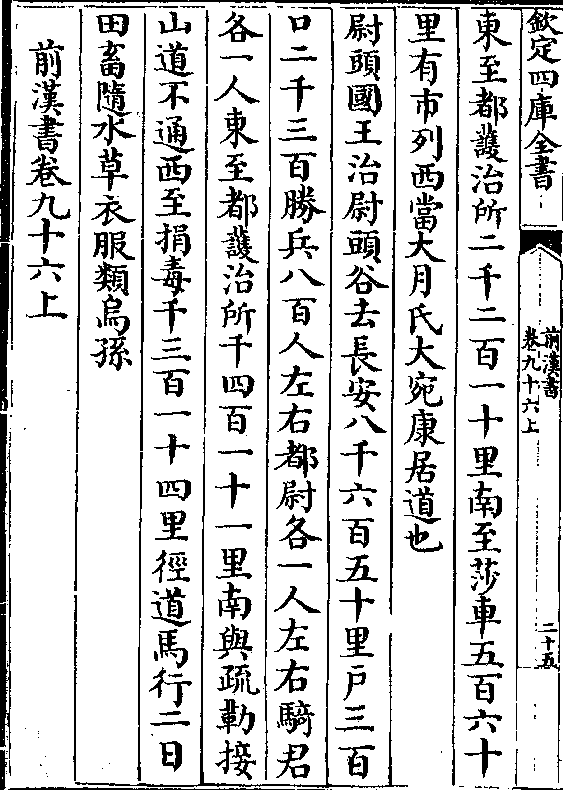 欽定四庫全書
前漢書
卷九十六上
二十五
東至都護治所二千二百一十里南至莎車五百六十
里有市列西當大月氏大宛康居道也
尉頭國王治尉頭谷去長安八千六百五十里戶三百
口二千三百勝兵八百人左右都尉各一人左右騎君
各一人東至都護治所千四百一十一里南與疏勒接
山道不通西至捐毒千三百一十四里徑道馬行二日
田畜隨水草衣服類烏孫
前漢書卷九十六上